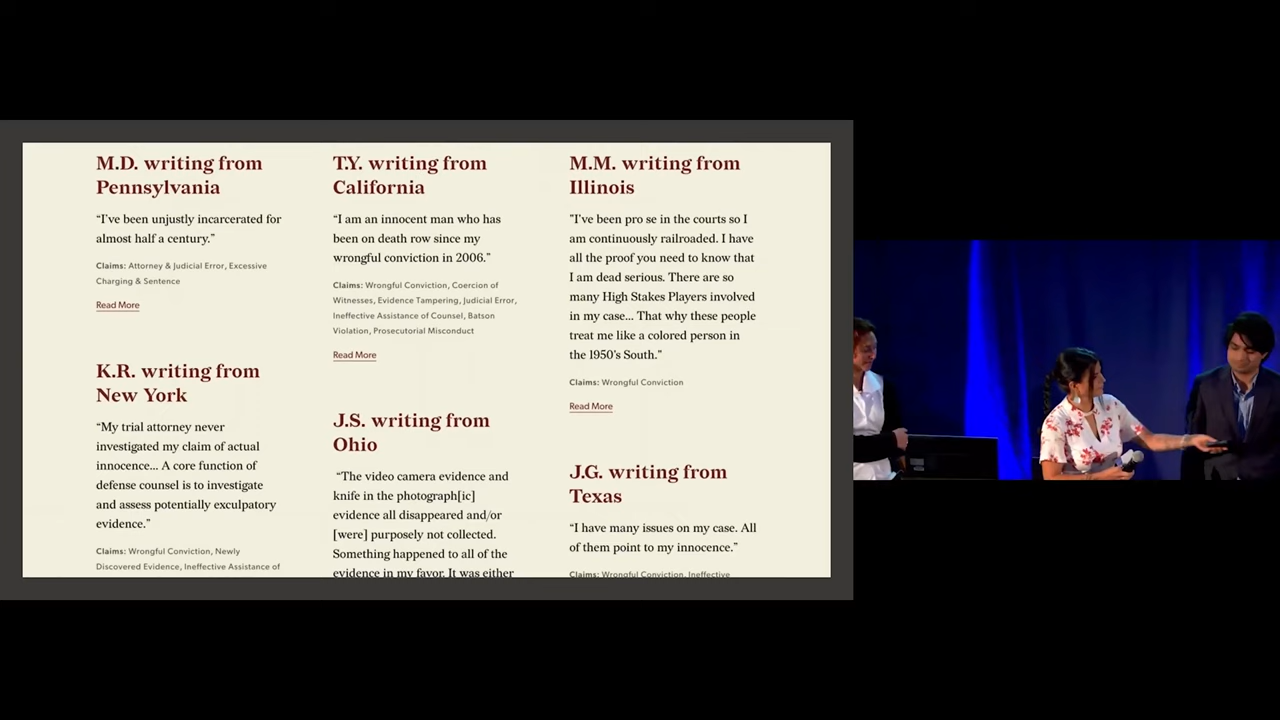 M.D. writing from
Pennsylvania
“I’ve been unjustly incarcerated for
almost half a century.”
Claims: Attorney & Judicial Error, Excessive
Charging & Sentence
Read More
K.R. writing from
New York
“My trial attorney never
investigated my claim of actual
innocence... A core function of
defense counsel is to investigate
and assess potentially exculpatory
evidence.”
Claims: Wrongful Conviction, Newly
Discovered Evidence, Ineffective Assistance of
T.Y. writing from
California
“I am an innocent man who has
been on death row since my
wrongful conviction in 2006.”
Claims: Wrongful Conviction, Coercion of
Witnesses, Evidence Tampering, Judicial Error,
Ineffective Assistance of Counsel, Batson
Violation, Prosecutorial Misconduct
Read More
J.S. writing from
Ohio
“The video camera evidence and
knife in the photograph[ic]
evidence all disappeared and/or
[were] purposely not collected.
Something happened to all of the
evidence in my favor. It was either
M.M. writing from
Illinois
"I’ve been pro se in the courts so I
am continuously railroaded. I have
all the proof you need to know that
I am dead serious. There are so
many High Stakes Players involved
in my case... That why these people
treat me like a colored person in
the 1950’s South.”
Claims: Wrongful Conviction
Read More
J.G. writing from
Texas
“I have many issues on my case. All
of them point to my innocence.”
Claims: Wrongful Conviction, Ineffective